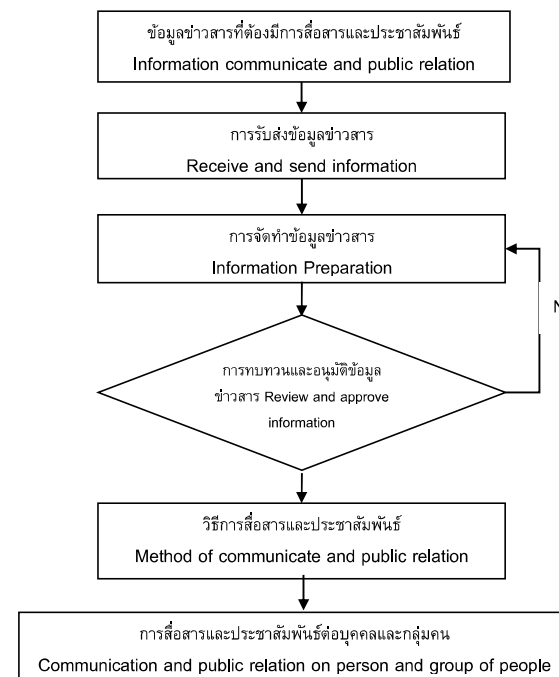 ข้อมูลข่าวสารที่ต้องมีการสื่อสารและประชาสัมพันธ์
Information communicate and public relation
การรับส่งข้อมูลข่าวสาร
Receive and send information
การจัดทำข้อมูลข่าวสาร
Information Preparation
N
การทบทวนและอนุมัติข้อมูล
ข่าวสาร Review and approve
information
วิธีการสื่อสารและประชาสัมพันธ์
Method of communicate and public relation
การสื่อสารและประชาสัมพันธ์ต่อบุคคลและกลุ่มคน
Communication and public relation on person and group of people